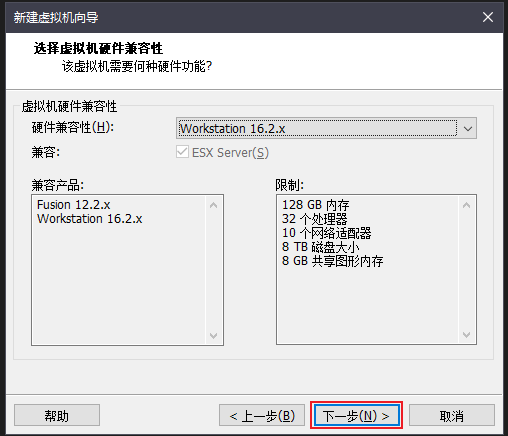 新建虚拟机向导
选择虚拟机硬件兼容性
该虚拟机需要何种硬件功能?
虚拟机硬件兼容性
硬件兼容性(H): Workstation 16.2.x
兼容: ESX Server(S)
兼容产品: 限制:
Fusion 12.2.x
Workstation 16.2.x
128 GB 内存
32 个处理器
10 个网络适配器
8 TB 磁盘大小
8 GB 共享图形内存
帮助 < 上一步(B) 下一步(N) > 取消